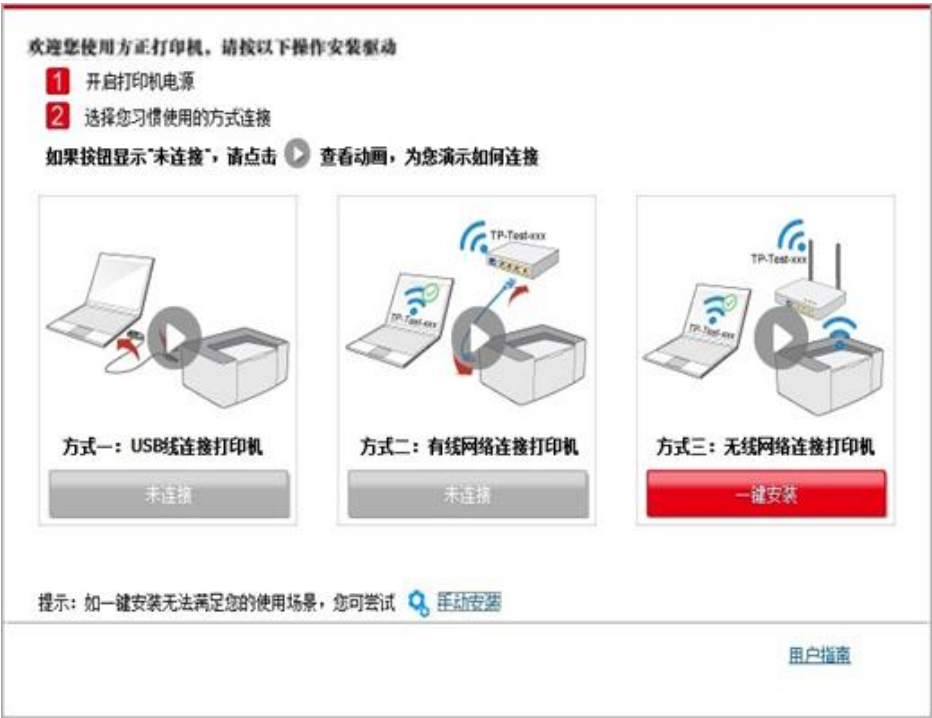 欢迎您使用方正打印机，请按以下操作安装驱动
1 开启打印机电源
2 选择您习惯使用的方式连接
如果按钮显示"未连接"，请点击 查看动画，为您演示如何连接
TP-Test-xxx
TP-Test-xxx
TP-Test-xxx
TP-Test-xxx
方式一：USB线连接打印机
方式二：有线网络连接打印机
方式三：无线网络连接打印机
未连接
未连接
一键安装
提示：如一键安装无法满足您的使用场景，您可尝试 手动安装
用户指南